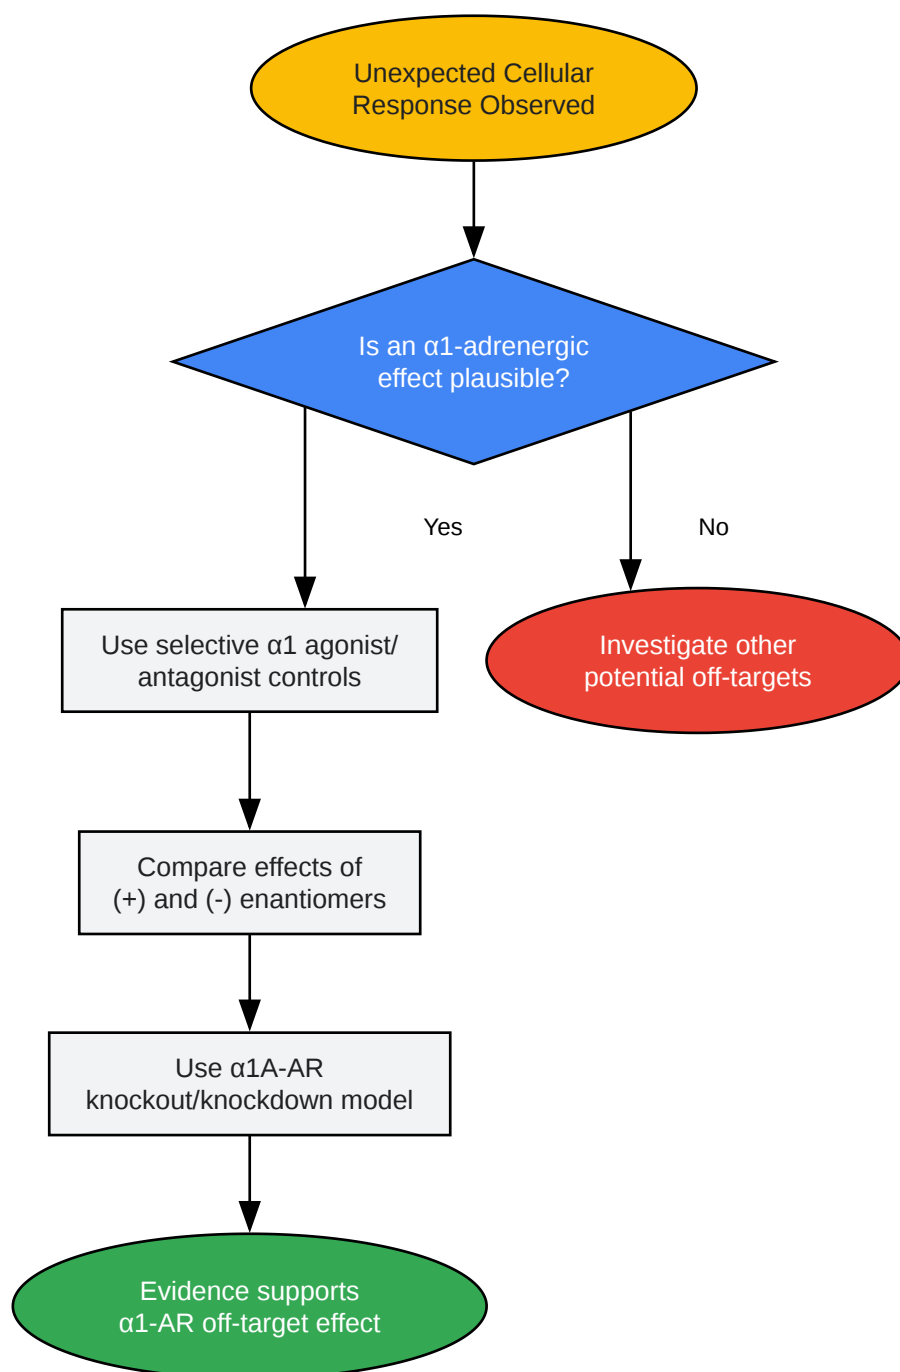 Unexpected Cellular
Response Observed
Is an α1-adrenergic
effect plausible?
Yes
No
Use selective α1 agonist/
antagonist controls
Investigate other
potential off-targets
Compare effects of
(+) and (-) enantiomers
Use α1A-AR
knockout/knockdown model
Evidence supports
α1-AR off-target effect